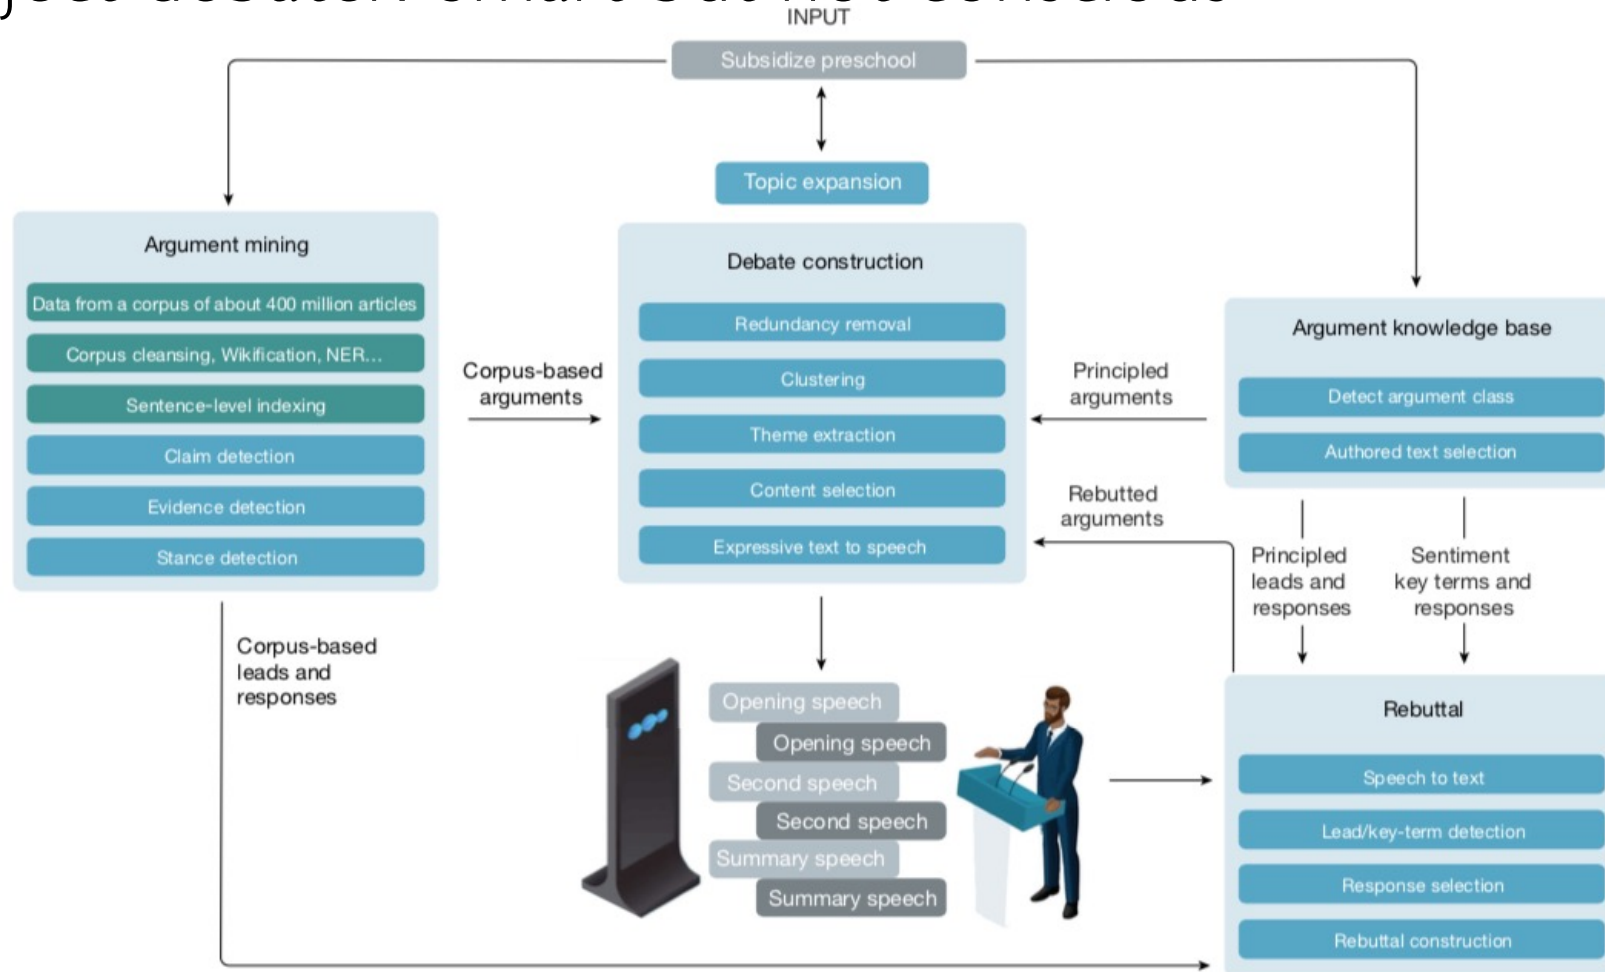 INPUT
Subsidize preschool
Topic expansion
Argument mining
Data from a corpus of about 400 million articles
Corpus cleansing, Wikification, NER...
Sentence-level indexing
Claim detection
Evidence detection
Stance detection
Corpus-based
arguments
Debate construction
Redundancy removal
Clustering
Theme extraction
Content selection
Expressive text to speech
Principled
arguments
Rebutted
arguments
Argument knowledge base
Detect argument class
Authored text selection
Principled
leads and
responses
Sentiment
key terms and
responses
Corpus-based
leads and
responses
Opening speech
Opening speech
Second speech
Second speech
Summary speech
Summary speech
Rebuttal
Speech to text
Lead/key-term detection
Response selection
Rebuttal construction